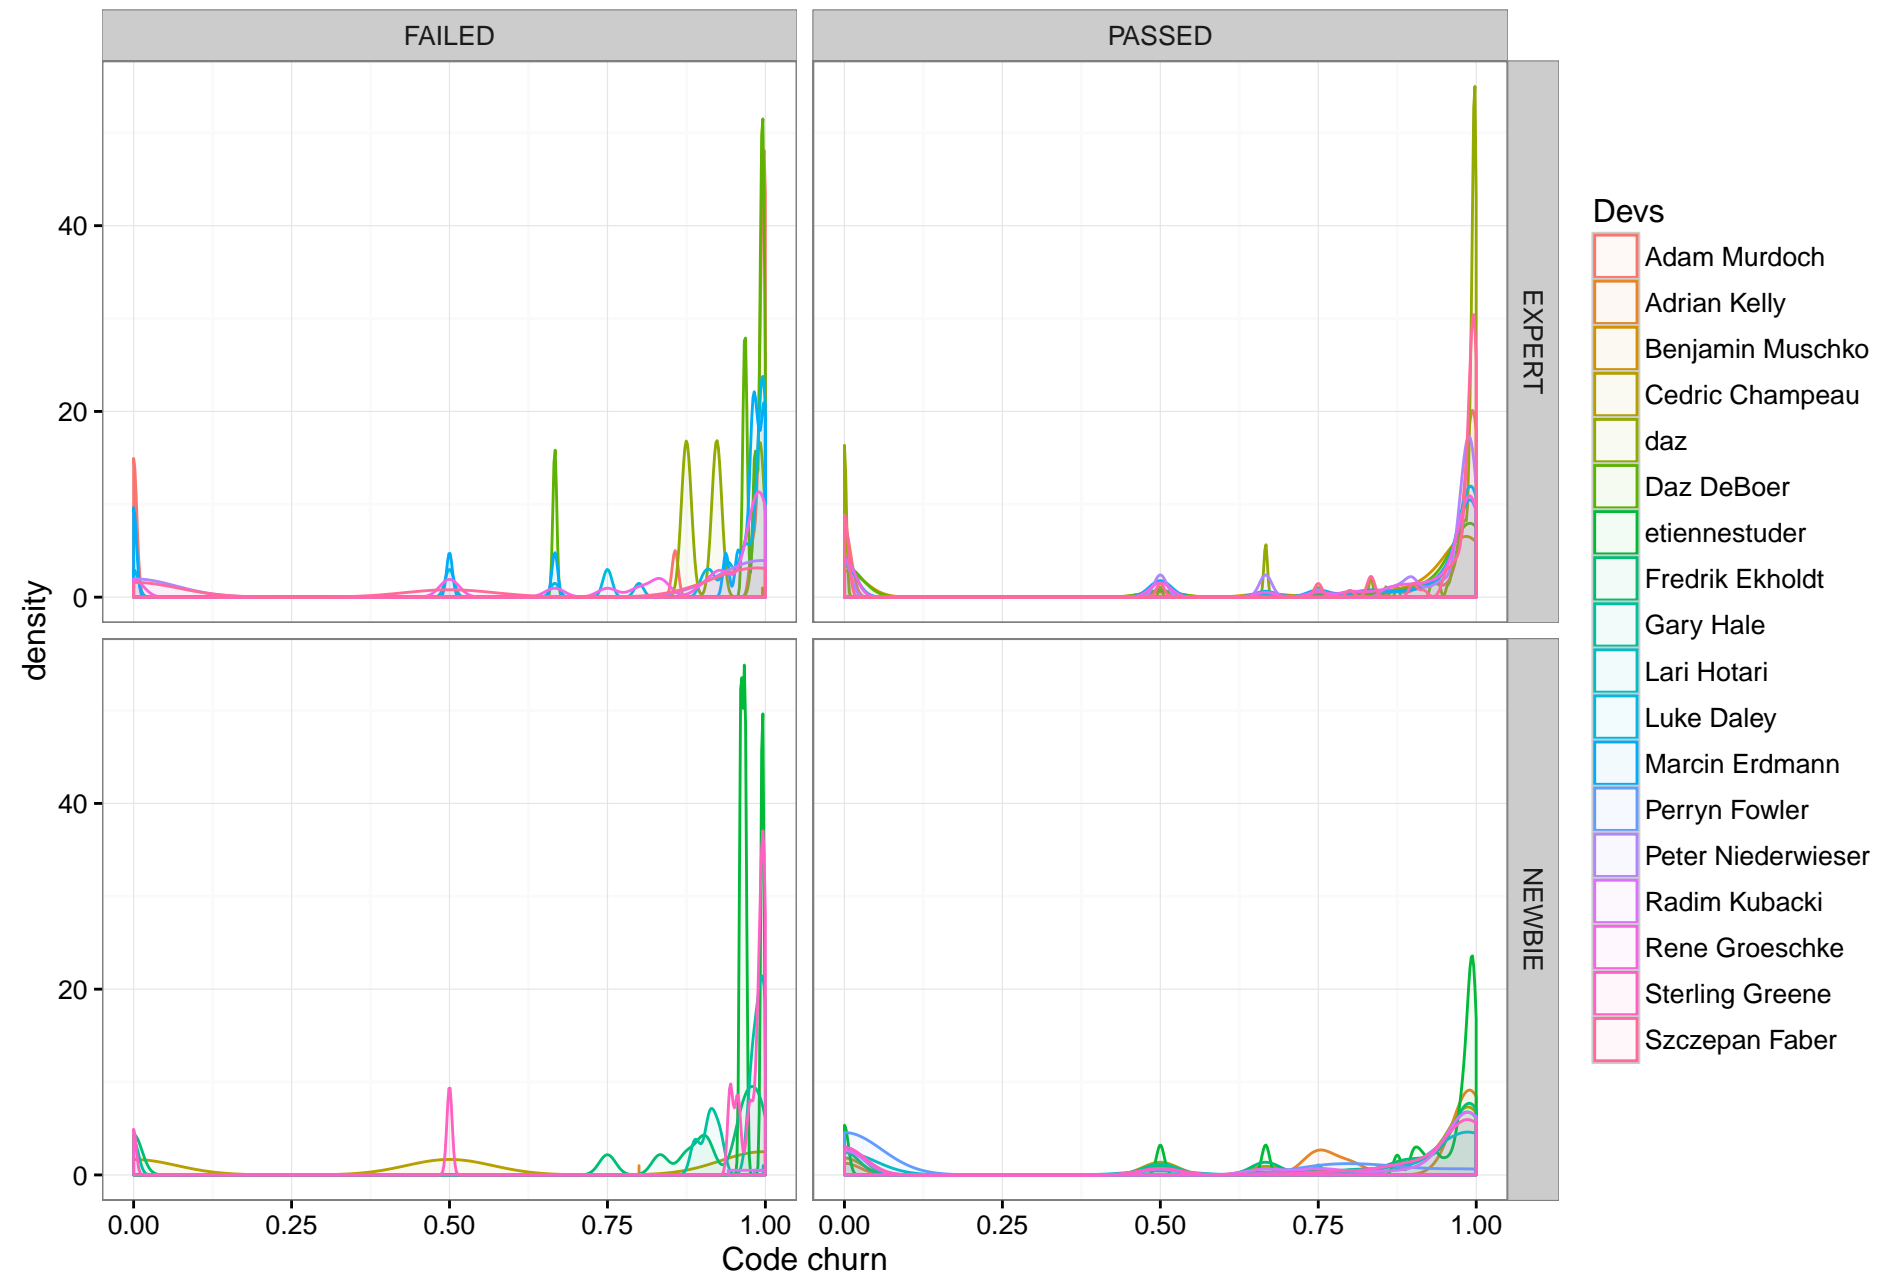 FAILED
PASSED
EXPERT
NEWBIE
density
40
20
0
40
20
0
0.00 0.25 0.50 0.75 1.00
0.00 0.25 0.50 0.75 1.00
Code churn
Devs
Adam Murdoch
Adrian Kelly
Benjamin Muschko
Cedric Champeau
daz
Daz DeBoer
etiennestuder
Fredrik Ekholdt
Gary Hale
Lari Hotari
Luke Daley
Marcin Erdmann
Perryn Fowler
Peter Niederwieser
Radim Kubacki
Rene Groeschke
Sterling Greene
Szczepan Faber